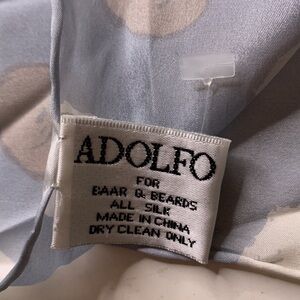 ADOLFO
FOR
BAAR & BEARDS
ALL SILK
MADE IN CHINA
DRY CLEAN ONLY